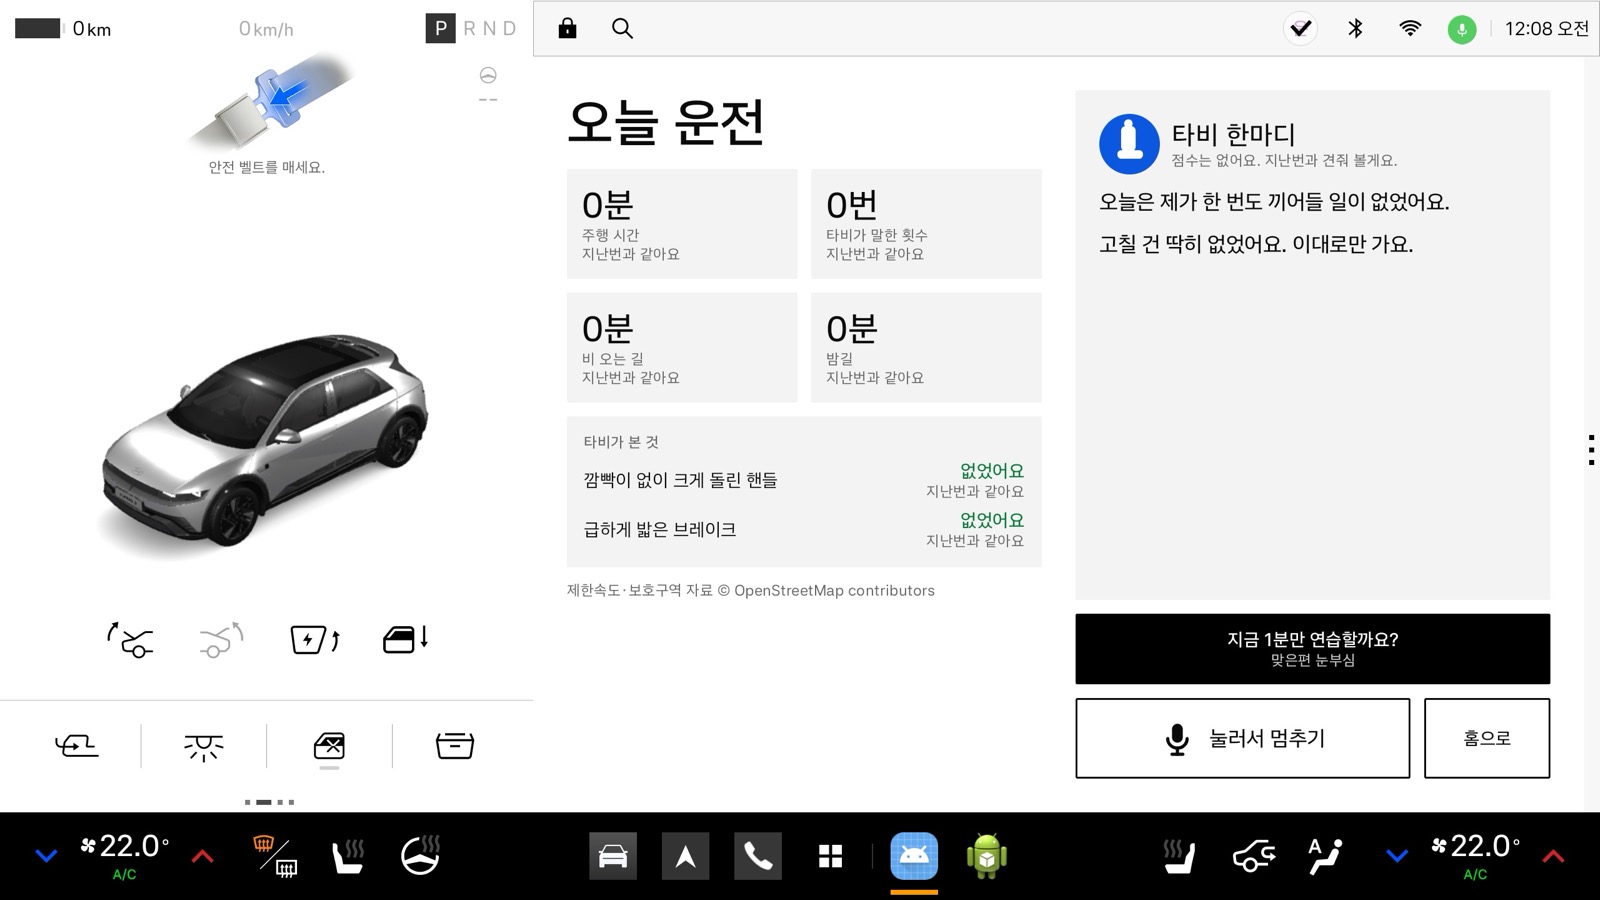 0 km
0 km/h
P R N D
12:08 오전
--
안전 벨트를 매세요.
오늘 운전
0분
주행 시간
지난번과 같아요
0번
타비가 말한 횟수
지난번과 같아요
0분
비 오는 길
지난번과 같아요
0분
밤길
지난번과 같아요
타비가 본 것
깜빡이 없이 크게 돌린 핸들
없었어요
지난번과 같아요
급하게 밟은 브레이크
없었어요
지난번과 같아요
제한속도·보호구역 자료 © OpenStreetMap contributors
타비 한마디
점수는 없어요. 지난번과 견줘 볼게요.
오늘은 제가 한 번도 끼어들 일이 없었어요.
고칠 건 딱히 없었어요. 이대로만 가요.
지금 1분만 연습할까요?
맞은편 눈부심
눌러서 멈추기
홈으로
22.0°
A/C
A
22.0°
A/C